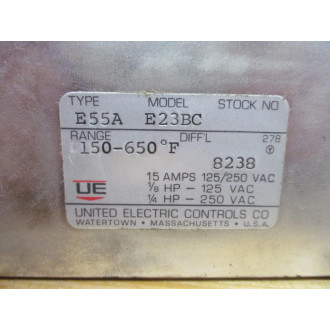 TYPE MODEL STOCK NO
E55A E23BC
RANGE DIFF'L 278
150-650°F
8238
UE
15 AMPS 125/250 VAC
1/8 HP - 125 VAC
1/4 HP - 250 VAC
UNITED ELECTRIC CONTROLS CO
WATERTOWN • MASSACHUSETTS • U.S.A.